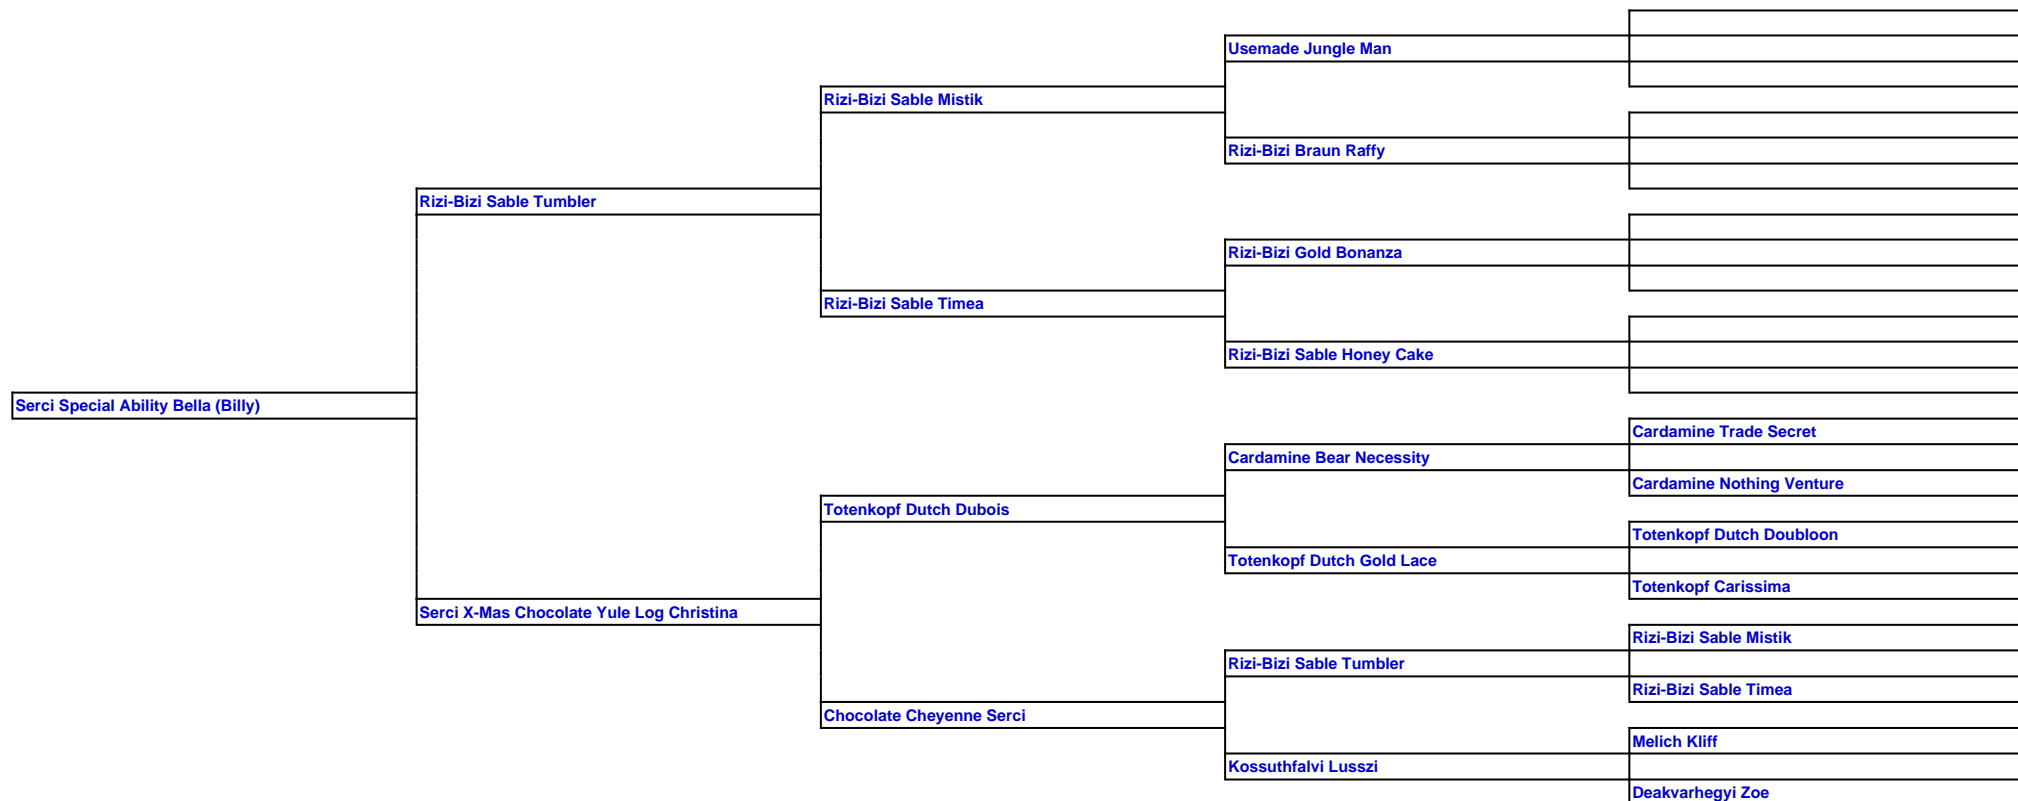 Usemade Jungle Man
Rizi-Bizi Sable Mistik
Rizi-Bizi Braun Raffy
Rizi-Bizi Sable Tumbler
Rizi-Bizi Gold Bonanza
Rizi-Bizi Sable Timea
Rizi-Bizi Sable Honey Cake
Serci Special Ability Bella (Billy)
Cardamine Trade Secret
Cardamine Bear Necessity
Cardamine Nothing Venture
Totenkopf Dutch Dubois
Totenkopf Dutch Doubloon
Totenkopf Dutch Gold Lace
Totenkopf Carissima
Serci X-Mas Chocolate Yule Log Christina
Rizi-Bizi Sable Mistik
Rizi-Bizi Sable Tumbler
Rizi-Bizi Sable Timea
Chocolate Cheyenne Serci
Melich Kliff
Kossuthfalvi Lusszi
Deakvarhegyi Zoe